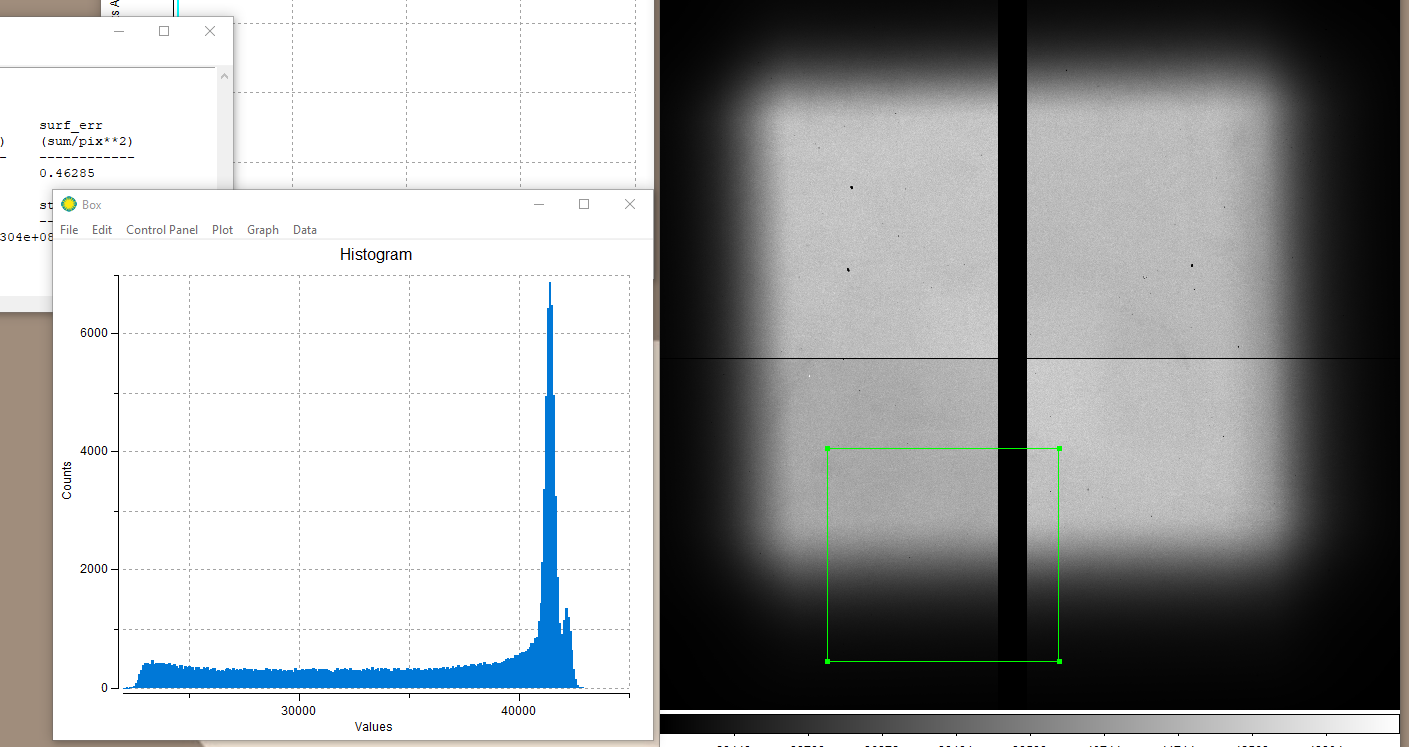 surf_err
(sum/pix**2)
------------
0.46285
304e+08
Box
File Edit Control Panel Plot Graph Data
Histogram
6000
4000
2000
0
Counts
30000 40000
Values